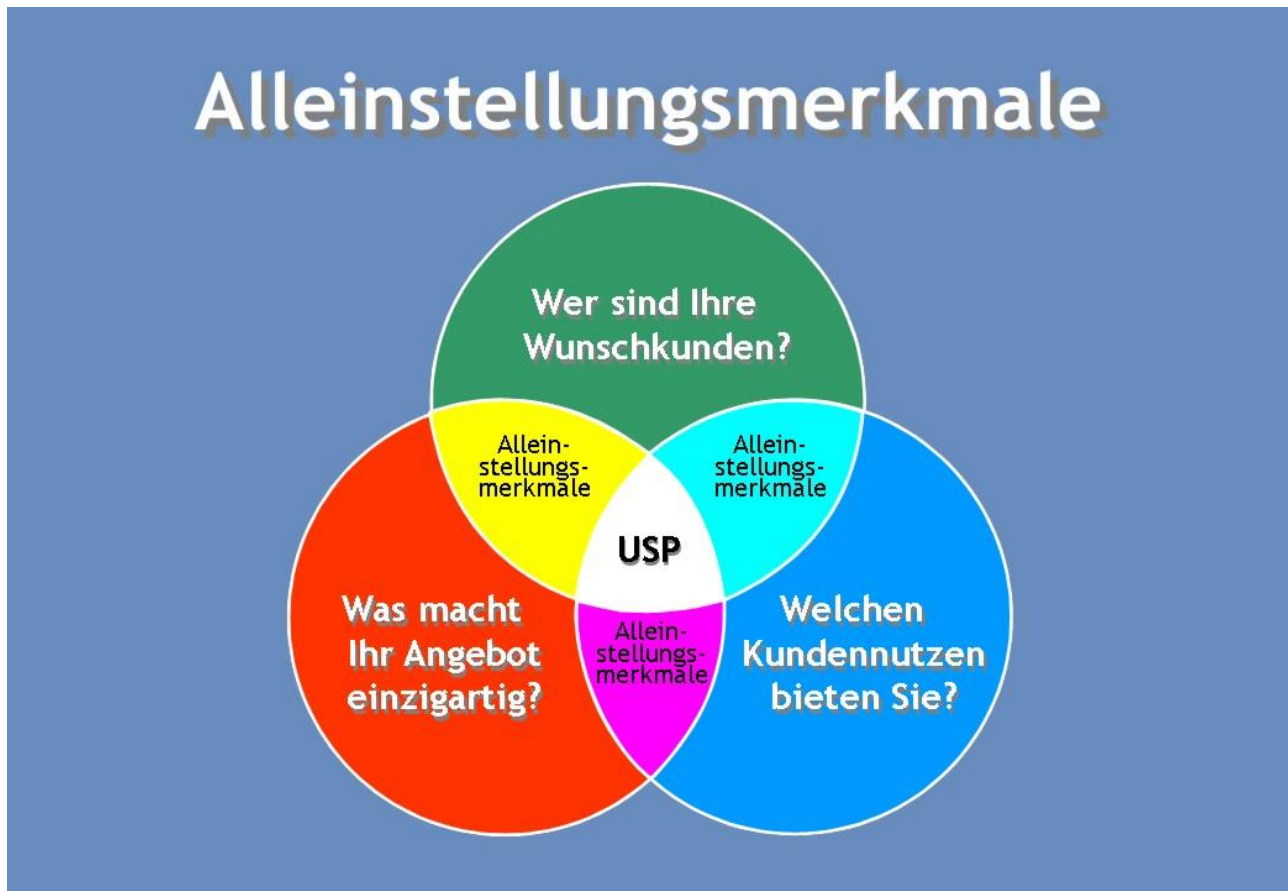 Alleinstellungsmerkmale
Wer sind Ihre
Wunschkunden?
Allein-
stellungs-
merkmale
Allein-
stellungs-
merkmale
USP
Was macht
Ihr Angebot
einzigartig?
Allein-
stellungs-
merkmale
Welchen
Kundennutzen
bieten Sie?